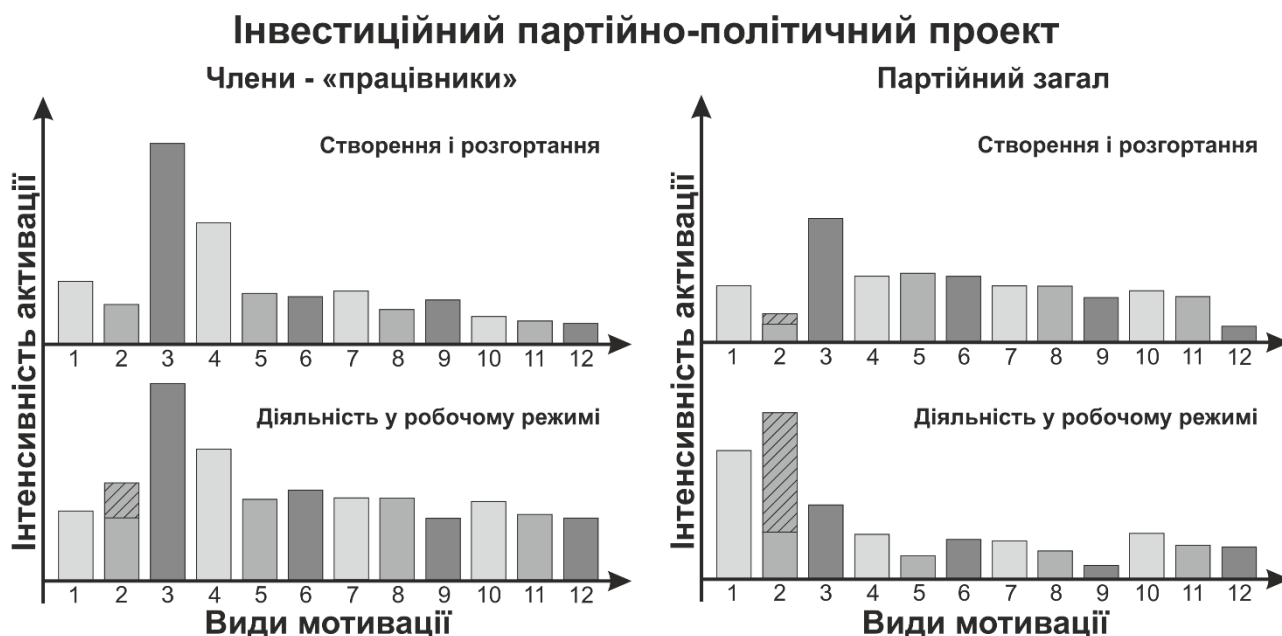 Інвестиційний партійно-політичний проект
Члени - «працівники»
Партійний загал
Інтенсивність активації
Створення і розгортання
1 2 3 4 5 6 7 8 9 10 11 12
Діяльність у робочому режимі
1 2 3 4 5 6 7 8 9 10 11 12
Види мотивації
Інтенсивність активації
Створення і розгортання
1 2 3 4 5 6 7 8 9 10 11 12
Діяльність у робочому режимі
1 2 3 4 5 6 7 8 9 10 11 12
Види мотивації